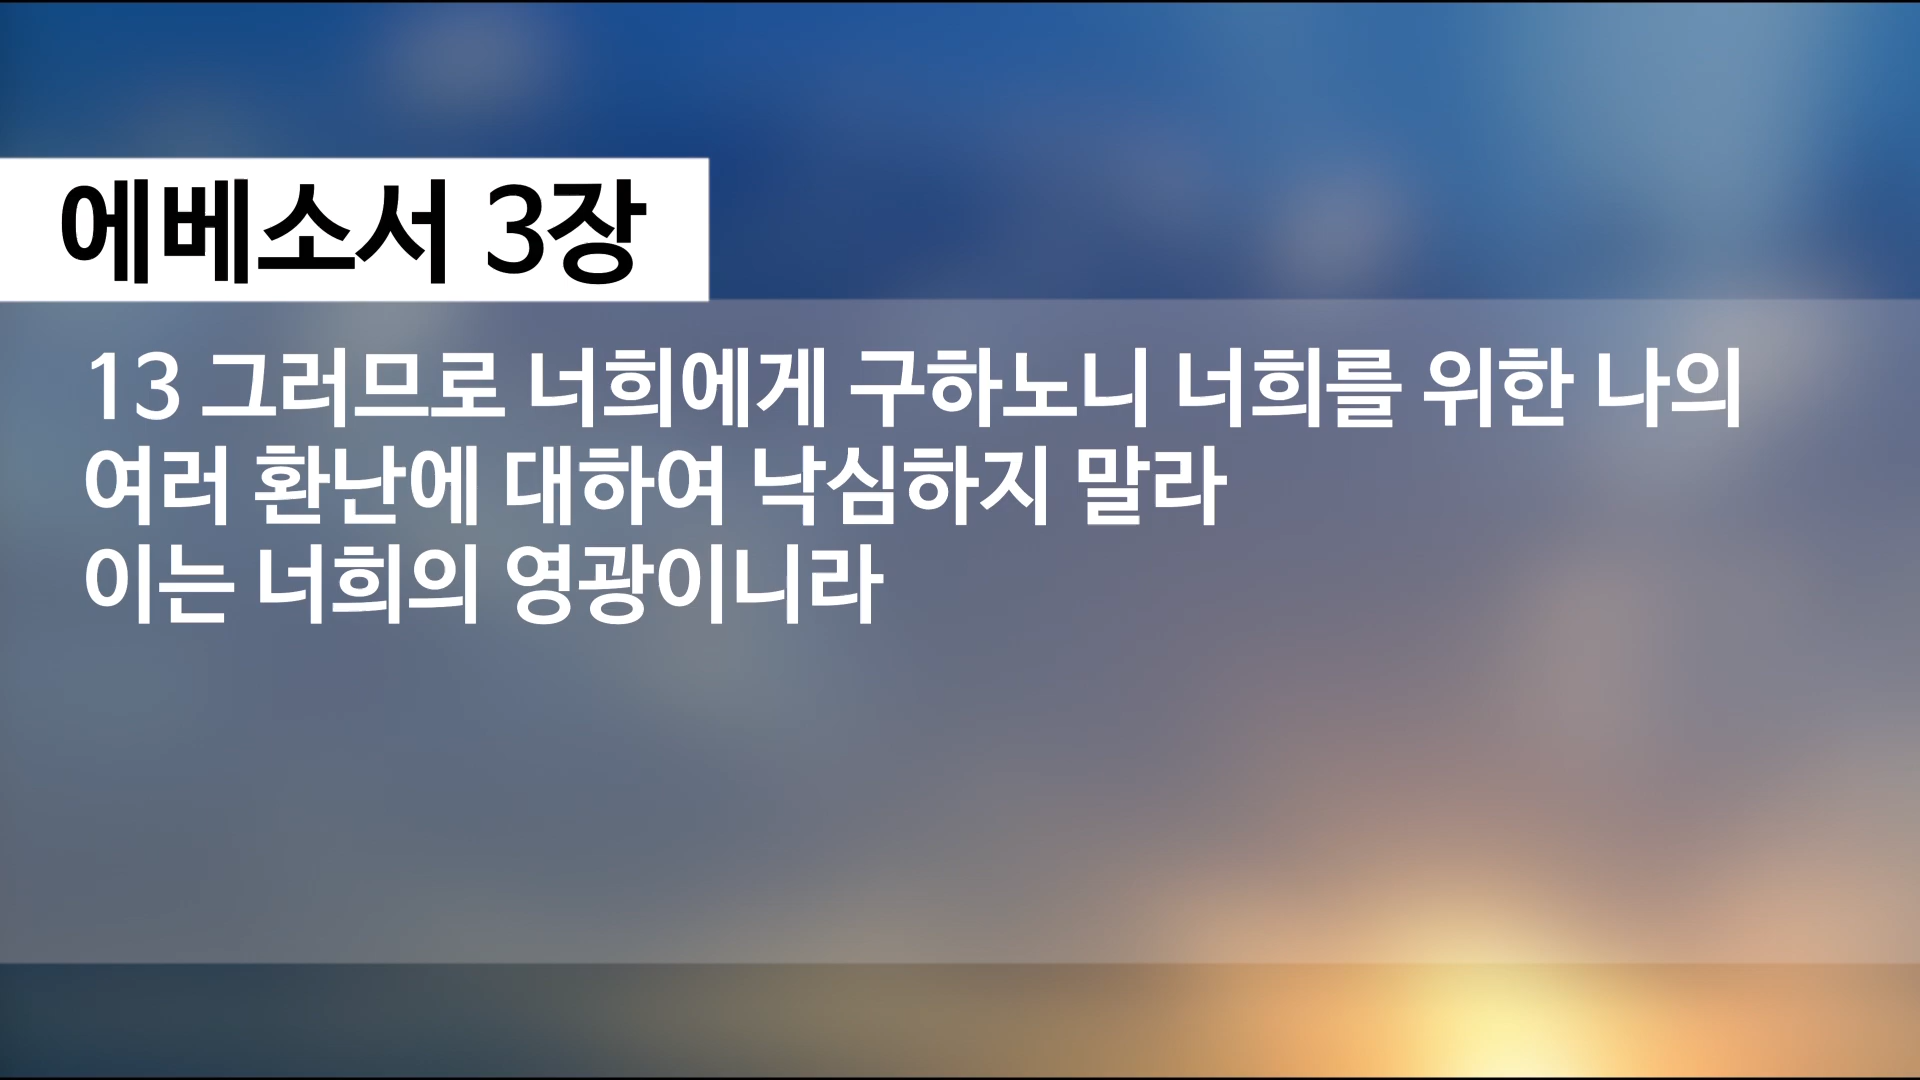 에베소서 3장
13 그러므로 너희에게 구하노니 너희를 위한 나의
여러 환난에 대하여 낙심하지 말라
이는 너희의 영광이니라